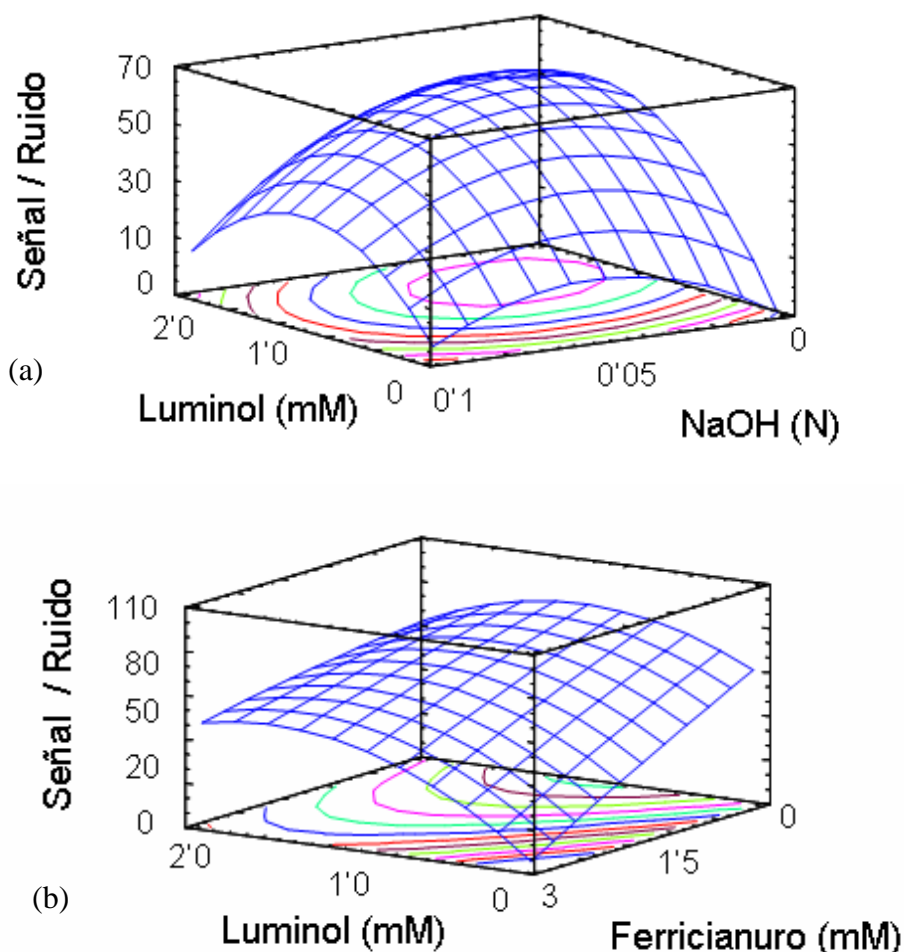 Señal / Ruido
70
50
30
10
0
2'0
1'0
0
Luminol (mM)
0'1
0'05
0
NaOH (N)
(a)
Señal / Ruido
110
80
50
20
0
2'0
1'0
0
Luminol (mM)
3
1'5
0
Ferricianuro (mM)
(b)